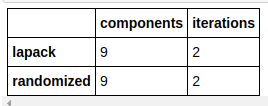 components iterations
lapack 9 2
randomized 9 2